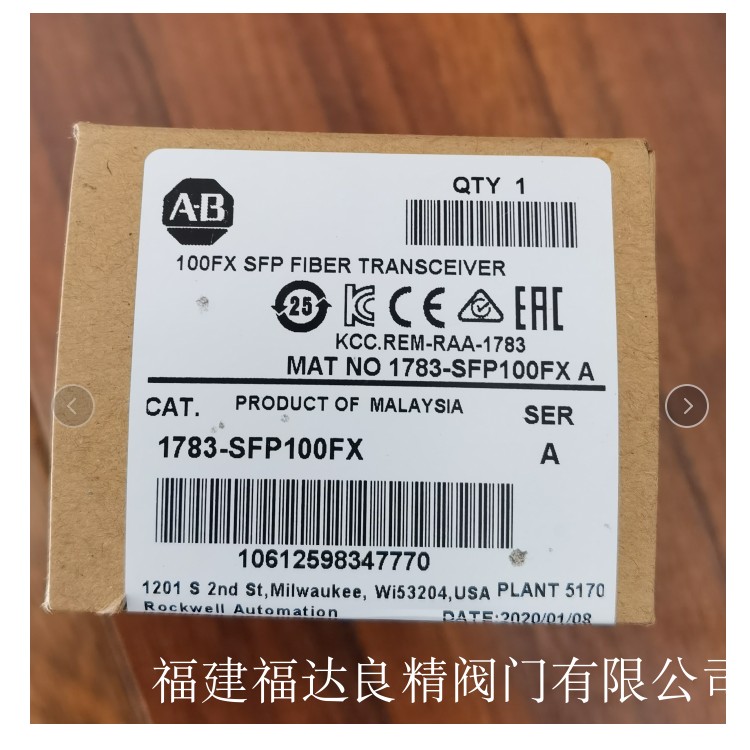 A-B
QTY 1
100FX SFP FIBER TRANSCEIVER
25 CE EAC
KCC.REM-RAA-1783
MAT NO 1783-SFP100FX A
CAT. PRODUCT OF MALAYSIA SER
1783-SFP100FX A
10612598347770
1201 S 2nd St,Milwaukee, Wi53204,USA PLANT 5170
Rockwell Automation DATE:2020/01/08
福建福达良精阀门有限公司